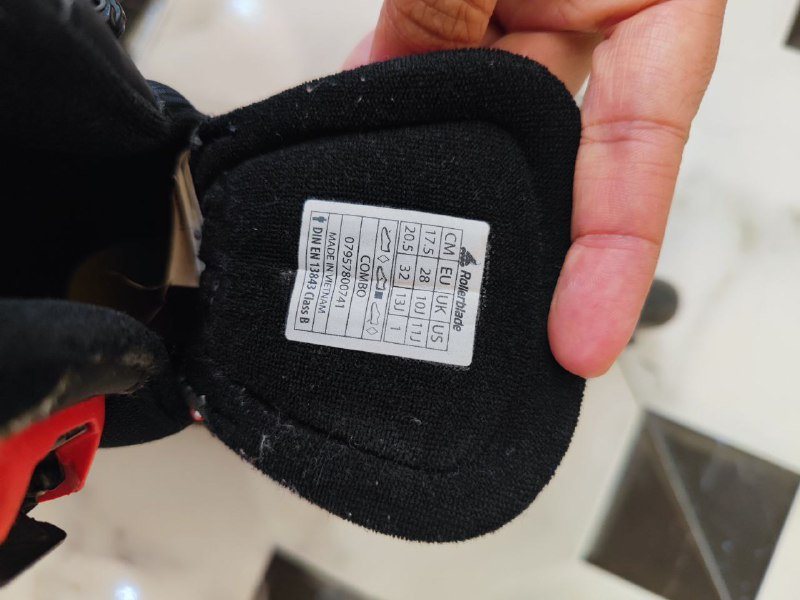 Rollerblade
CM EU UK US
17.5 28 10J 11J
20.5 32 13J 1
COMBO
07957800741
MADE IN VIETNAM
DIN EN 13843 Class B